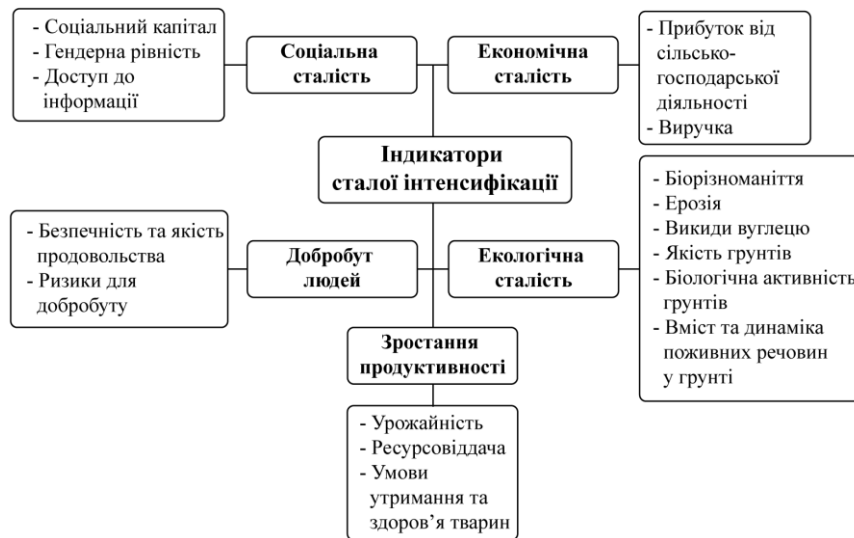 - Соціальний капітал
- Гендерна рівність
- Доступ до
інформації
Соціальна
сталість
Економічна
сталість
- Прибуток від
сільсько-
господарської
діяльності
- Виручка
Індикатори
сталої інтенсифікації
- Безпечність та якість
продовольства
- Ризики для
добробуту
Добробут
людей
Екологічна
сталість
- Біорізноманіття
- Ерозія
- Викиди вуглецю
- Якість грунтів
- Біологічна активність
грунтів
- Вміст та динаміка
поживних речовин
у грунті
Зростання
продуктивності
- Урожайність
- Ресурсовіддача
- Умови
утримання та
здоров’я тварин